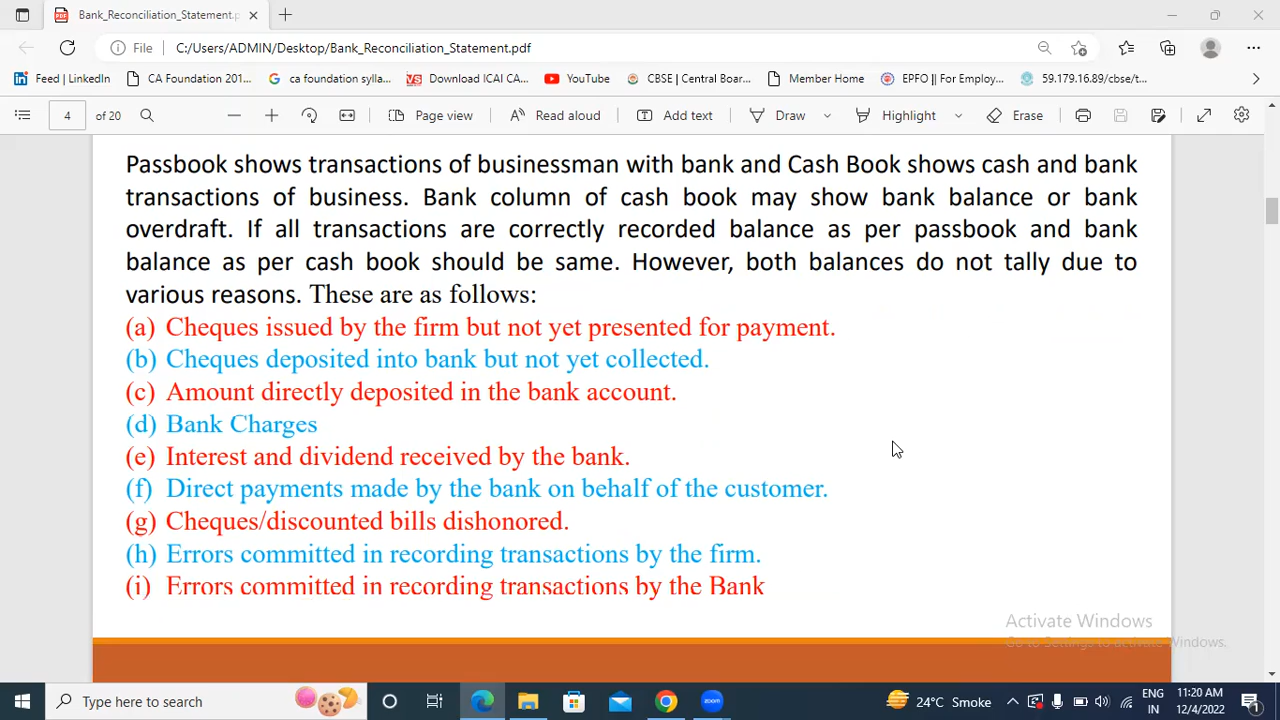 Bank_Reconciliation_Statement.p
File
C:/Users/ADMIN/Desktop/Bank_Reconciliation_Statement.pdf
Feed | LinkedIn
CA Foundation 201...
ca foundation sylla...
Download ICAI CA...
YouTube
CBSE | Central Boar...
Member Home
EPFO || For Employ...
59.179.16.89/cbse/t...
4 of 20
Page view
Read aloud
Add text
Draw
Highlight
Erase
Passbook shows transactions of businessman with bank and Cash Book shows cash and bank
transactions of business. Bank column of cash book may show bank balance or bank
overdraft. If all transactions are correctly recorded balance as per passbook and bank
balance as per cash book should be same. However, both balances do not tally due to
various reasons. These are as follows:
(a) Cheques issued by the firm but not yet presented for payment.
(b) Cheques deposited into bank but not yet collected.
(c) Amount directly deposited in the bank account.
(d) Bank Charges
(e) Interest and dividend received by the bank.
(f) Direct payments made by the bank on behalf of the customer.
(g) Cheques/discounted bills dishonored.
(h) Errors committed in recording transactions by the firm.
(i) Errors committed in recording transactions by the Bank
Activate Windows
Go to Settings to activate Windows.
Type here to search
zoom
24°C Smoke
ENG
IN
11:20 AM
12/4/2022
1